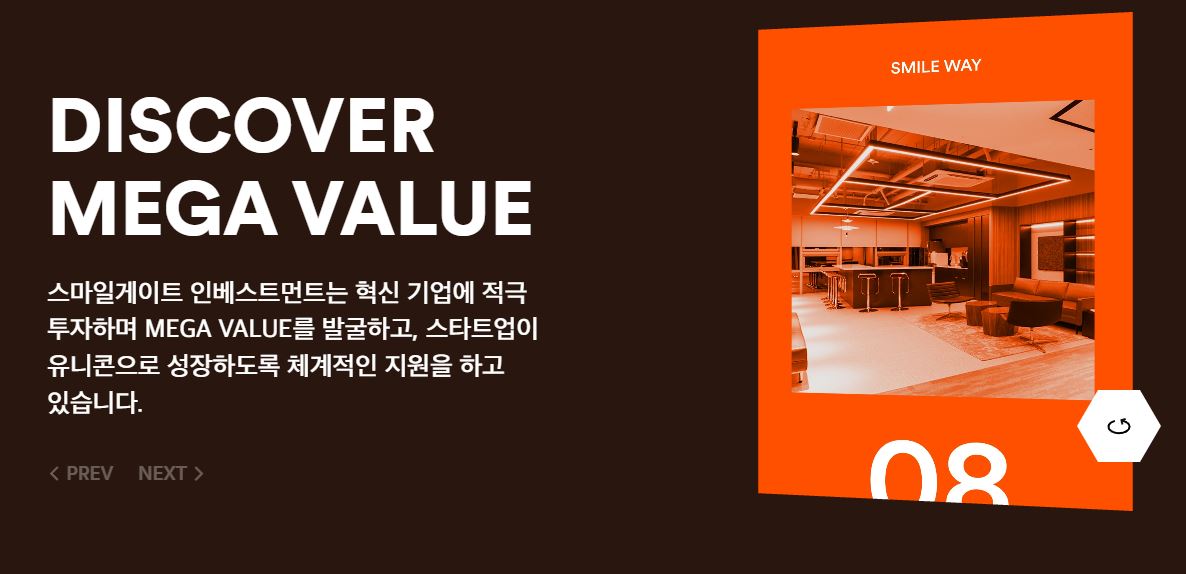 DISCOVER
MEGA VALUE
스마일게이트 인베스트먼트는 혁신 기업에 적극
투자하며 MEGA VALUE를 발굴하고, 스타트업이
유니콘으로 성장하도록 체계적인 지원을 하고
있습니다.
PREV NEXT
SMILE WAY
08